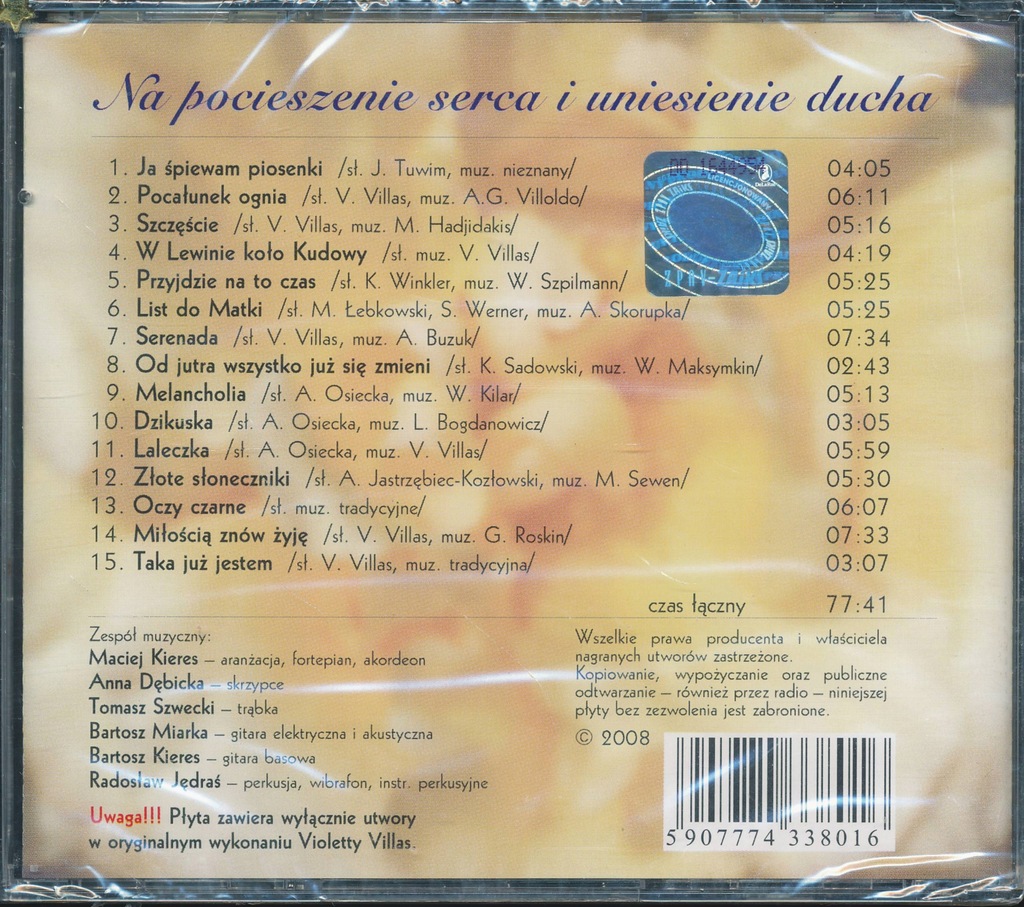 Na pocieszenie serca i uniesienie ducha
1. Ja śpiewam piosenki /sł. J. Tuwim, muz. nieznany/ 04:05
2. Pocałunek ognia /sł. V. Villas, muz. A.G. Villoldo/ 06:11
3. Szczęście /sł. V. Villas, muz. M. Hadjidakis/ 05:16
4. W Lewinie koło Kudowy /sł. muz. V. Villas/ 04:19
5. Przyjdzie na to czas /sł. K. Winkler, muz. W. Szpilmann/ 05:25
6. List do Matki /sł. M. Łebkowski, S. Werner, muz. A. Skorupka/ 05:25
7. Serenada /sł. V. Villas, muz. A. Buzuk/ 07:34
8. Od jutra wszystko już się zmieni /sł. K. Sadowski, muz. W. Maksymkin/ 02:43
9. Melancholia /sł. A. Osiecka, muz. W. Kilar/ 05:13
10. Dzikuska /sł. A. Osiecka, muz. L. Bogdanowicz/ 03:05
11. Laleczka /sł. A. Osiecka, muz. V. Villas/ 05:59
12. Złote słoneczniki /sł. A. Jastrzębiec-Kozłowski, muz. M. Sewen/ 05:30
13. Oczy czarne /sł. muz. tradycyjne/ 06:07
14. Miłością znów żyję /sł. V. Villas, muz. G. Roskin/ 07:33
15. Taka już jestem /sł. V. Villas, muz. tradycyjna/ 03:07
czas łączny 77:41
Zespół muzyczny:
Maciej Kieres – aranżacja, fortepian, akordeon
Anna Dębicka – skrzypce
Tomasz Szwecki – trąbka
Bartosz Miarka – gitara elektryczna i akustyczna
Bartosz Kieres – gitara basowa
Radosław Jędraś – perkusja, wibrafon, instr. perkusyjne
Uwaga!!! Płyta zawiera wyłącznie utwory
w oryginalnym wykonaniu Violetty Villas.
Wszelkie prawa producenta i właściciela
nagranych utworów zastrzeżone.
Kopiowanie, wypożyczanie oraz publiczne
odtwarzanie – również przez radio – niniejszej
płyty bez zezwolenia jest zabronione.
© 2008
5 907774 338016
LICENCJONOWANY
ZPAV-ZAIKS